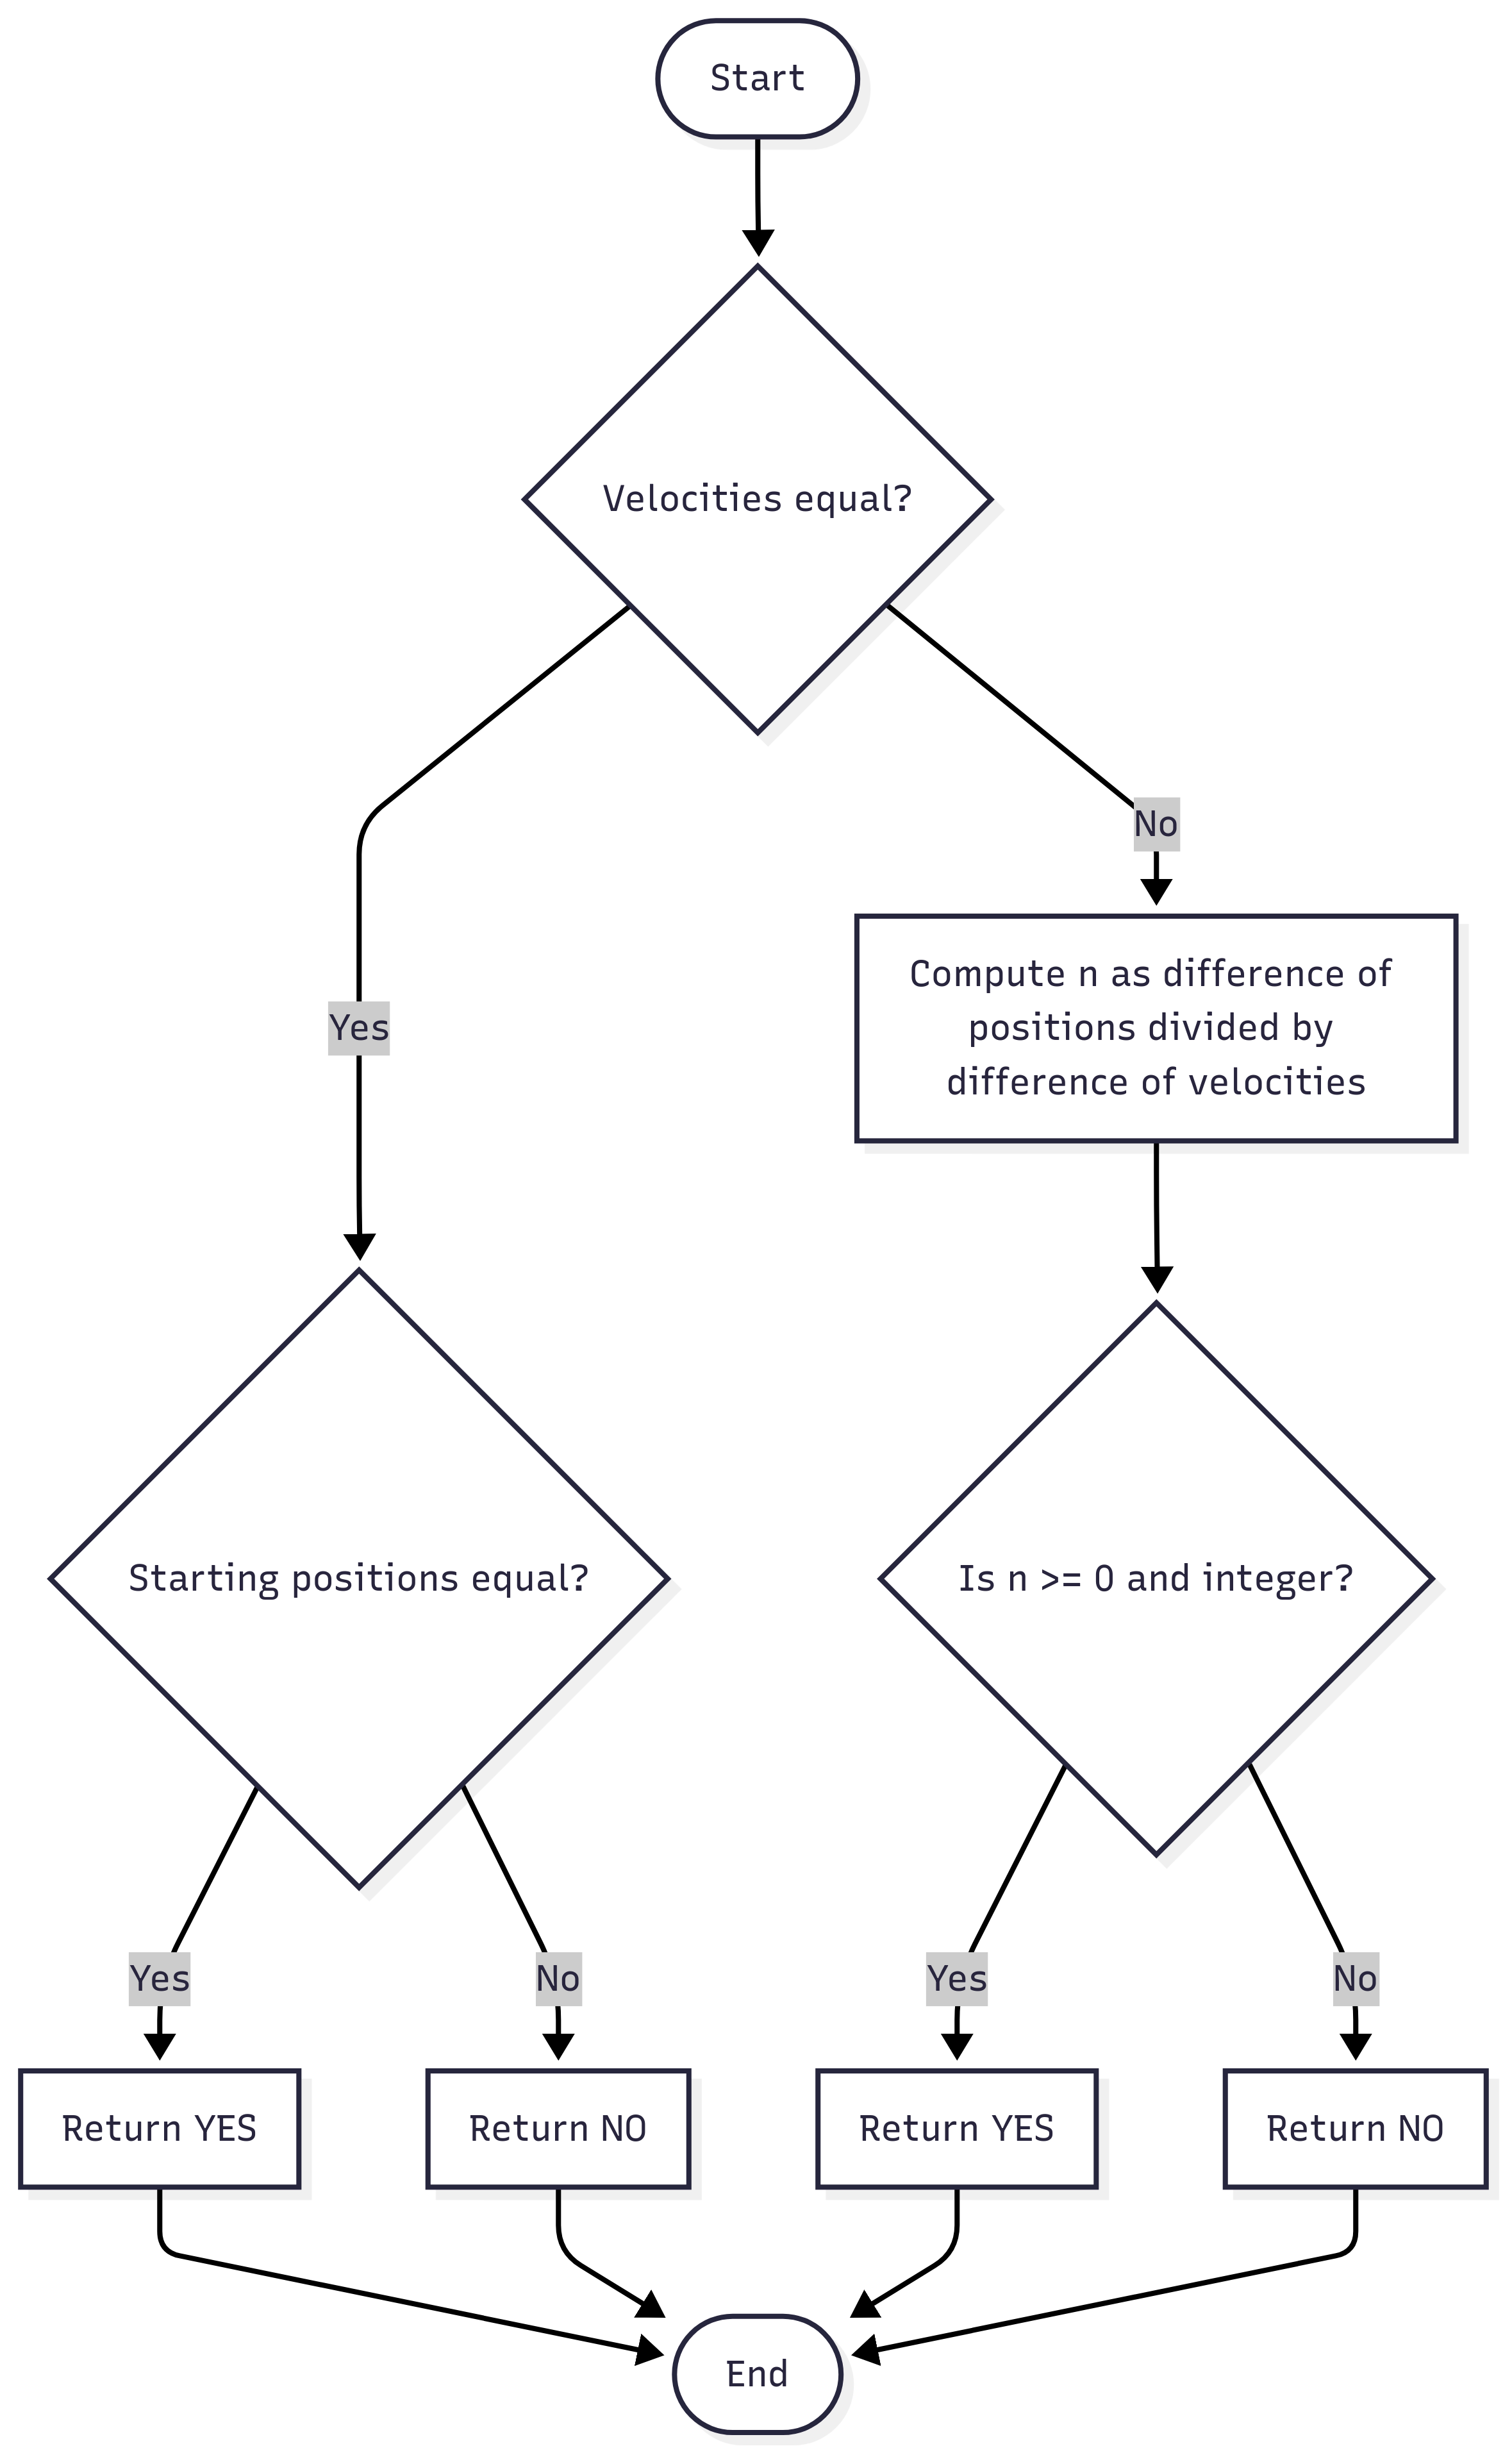 Start
Velocities equal?
No
Compute n as difference of
positions divided by
difference of velocities
Yes
Starting positions equal?
Is n >= 0 and integer?
Yes
No
Yes
No
Return YES
Return NO
Return YES
Return NO
End